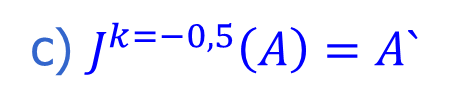 c) J^{k=-0,5}(A) = A`